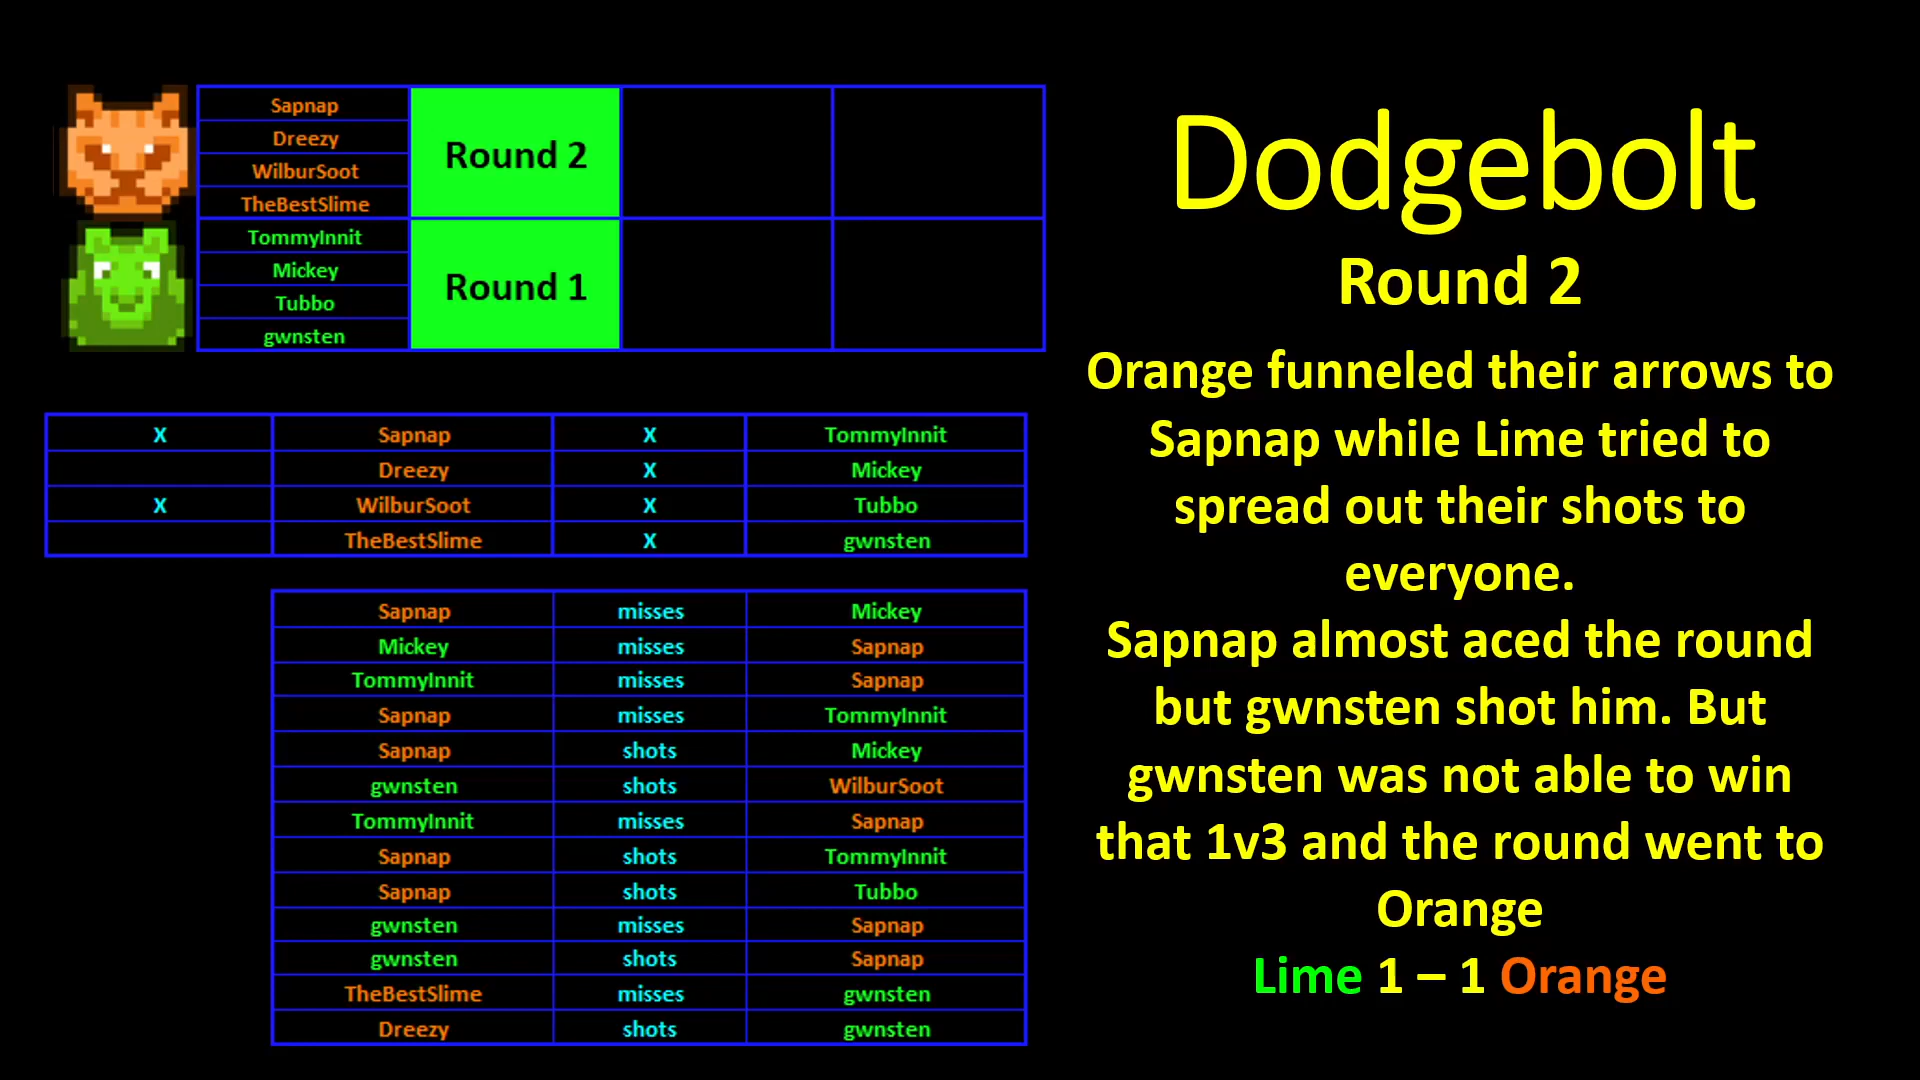 Sapnap
Dreezy
WilburSoot
TheBestSlime
Round 2
TommyInnit
Mickey
Tubbo
gwnsten
Round 1
X Sapnap X TommyInnit
Dreezy X Mickey
X WilburSoot X Tubbo
TheBestSlime X gwnsten
Sapnap misses Mickey
Mickey misses Sapnap
TommyInnit misses Sapnap
Sapnap misses TommyInnit
Sapnap shots Mickey
gwnsten shots WilburSoot
TommyInnit misses Sapnap
Sapnap shots TommyInnit
Sapnap shots Tubbo
gwnsten misses Sapnap
gwnsten shots Sapnap
TheBestSlime misses gwnsten
Dreezy shots gwnsten
Dodgebolt
Round 2
Orange funneled their arrows to
Sapnap while Lime tried to
spread out their shots to
everyone.
Sapnap almost aced the round
but gwnsten shot him. But
gwnsten was not able to win
that 1v3 and the round went to
Orange
Lime 1 – 1 Orange